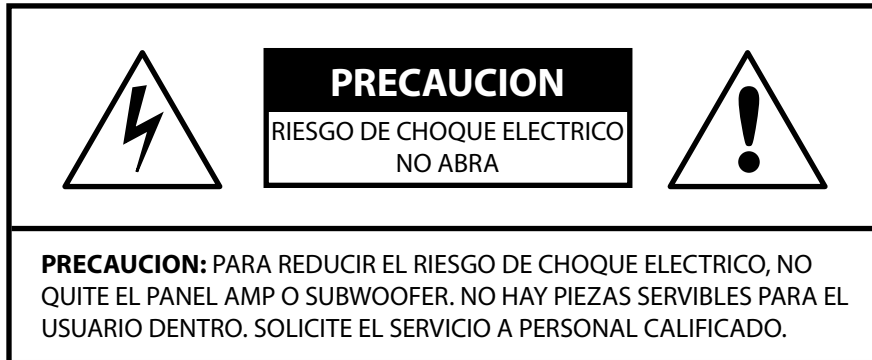 PRECAUCION
RIESGO DE CHOQUE ELECTRICO
NO ABRA
PRECAUCION: PARA REDUCIR EL RIESGO DE CHOQUE ELECTRICO, NO
QUITE EL PANEL AMP O SUBWOOFER. NO HAY PIEZAS SERVIBLES PARA EL
USUARIO DENTRO. SOLICITE EL SERVICIO A PERSONAL CALIFICADO.